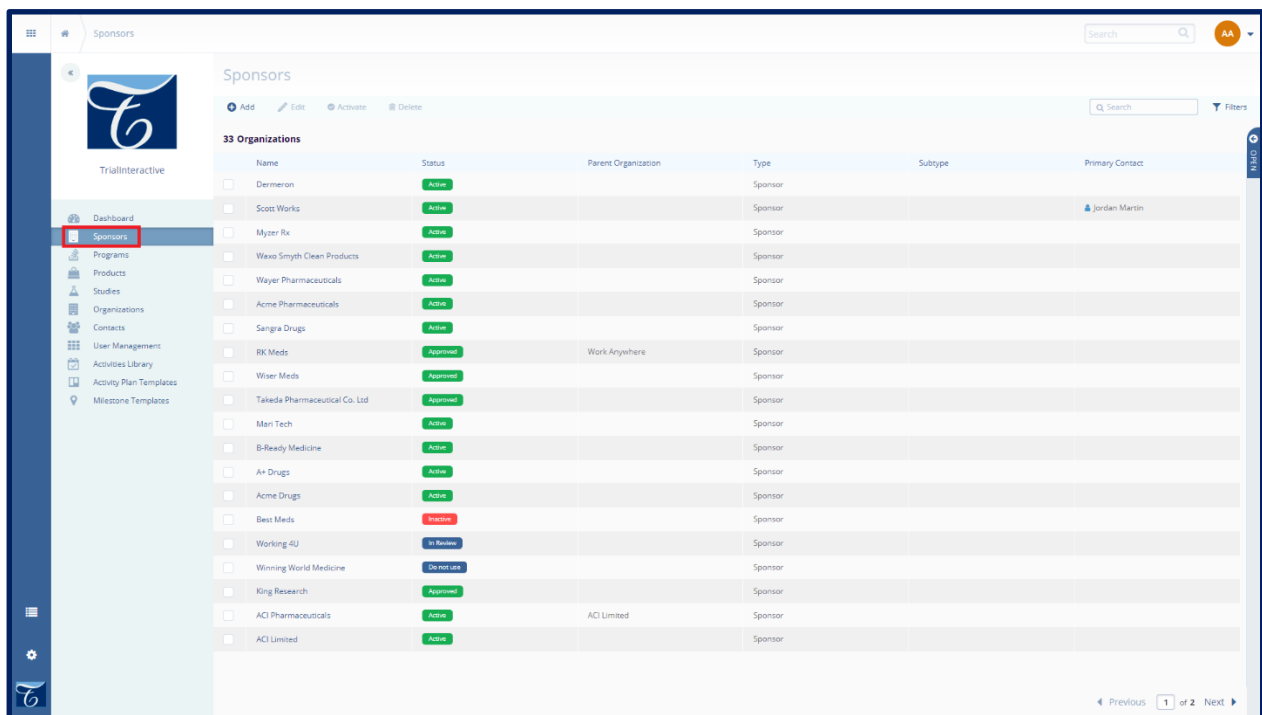 Sponsors Search AA
TrialInteractive
Dashboard
Sponsors
Programs
Products
Studies
Organizations
Contacts
User Management
Activities Library
Activity Plan Templates
Milestone Templates
Sponsors
Add Edit Activate Delete Search Filters
OPEN
33 Organizations
Name Status Parent Organization Type Subtype Primary Contact
Dermeron Active Sponsor
Scott Works Active Sponsor Jordan Martin
Myzer Rx Active Sponsor
Waxo Smyth Clean Products Active Sponsor
Wayer Pharmaceuticals Active Sponsor
Acme Pharmaceuticals Active Sponsor
Sangra Drugs Active Sponsor
RK Meds Approved Work Anywhere Sponsor
Wiser Meds Approved Sponsor
Takeda Pharmaceutical Co. Ltd Approved Sponsor
Mari Tech Active Sponsor
B-Ready Medicine Active Sponsor
A+ Drugs Active Sponsor
Acme Drugs Active Sponsor
Best Meds Inactive Sponsor
Working 4U In Review Sponsor
Winning World Medicine Do not use Sponsor
King Research Approved Sponsor
ACI Pharmaceuticals Active ACI Limited Sponsor
ACI Limited Active Sponsor
Previous 1 of 2 Next